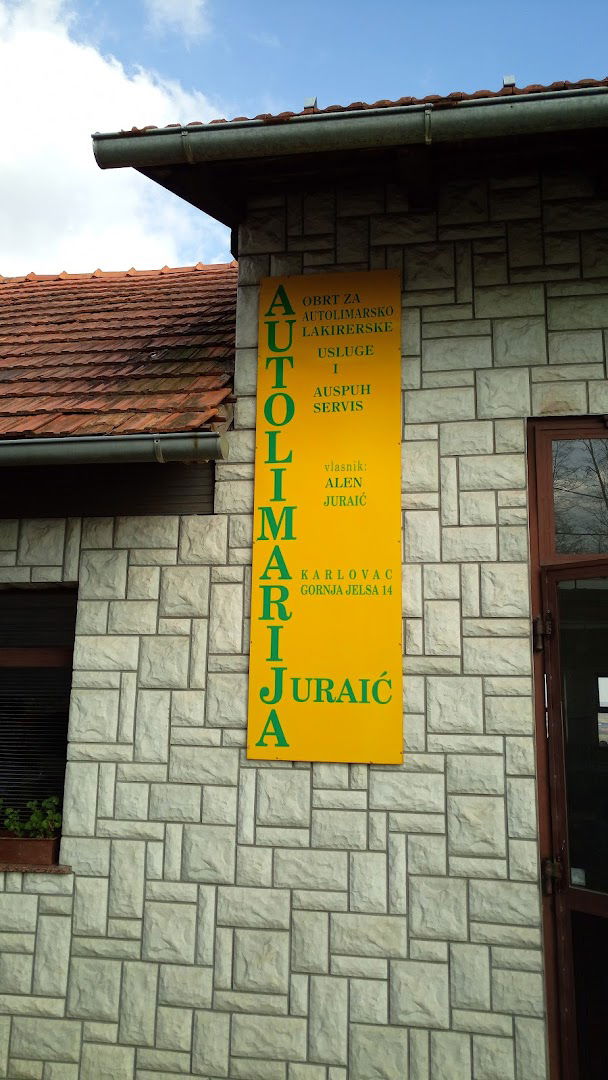 AUTOLIMARIJA
JURAIĆ
OBRT ZA
AUTOLIMARSKO
LAKIRERSKE
USLUGE
I
AUSPUH
SERVIS
vlasnik:
ALEN
JURAIĆ
KARLOVAC
GORNJA JELSA 14